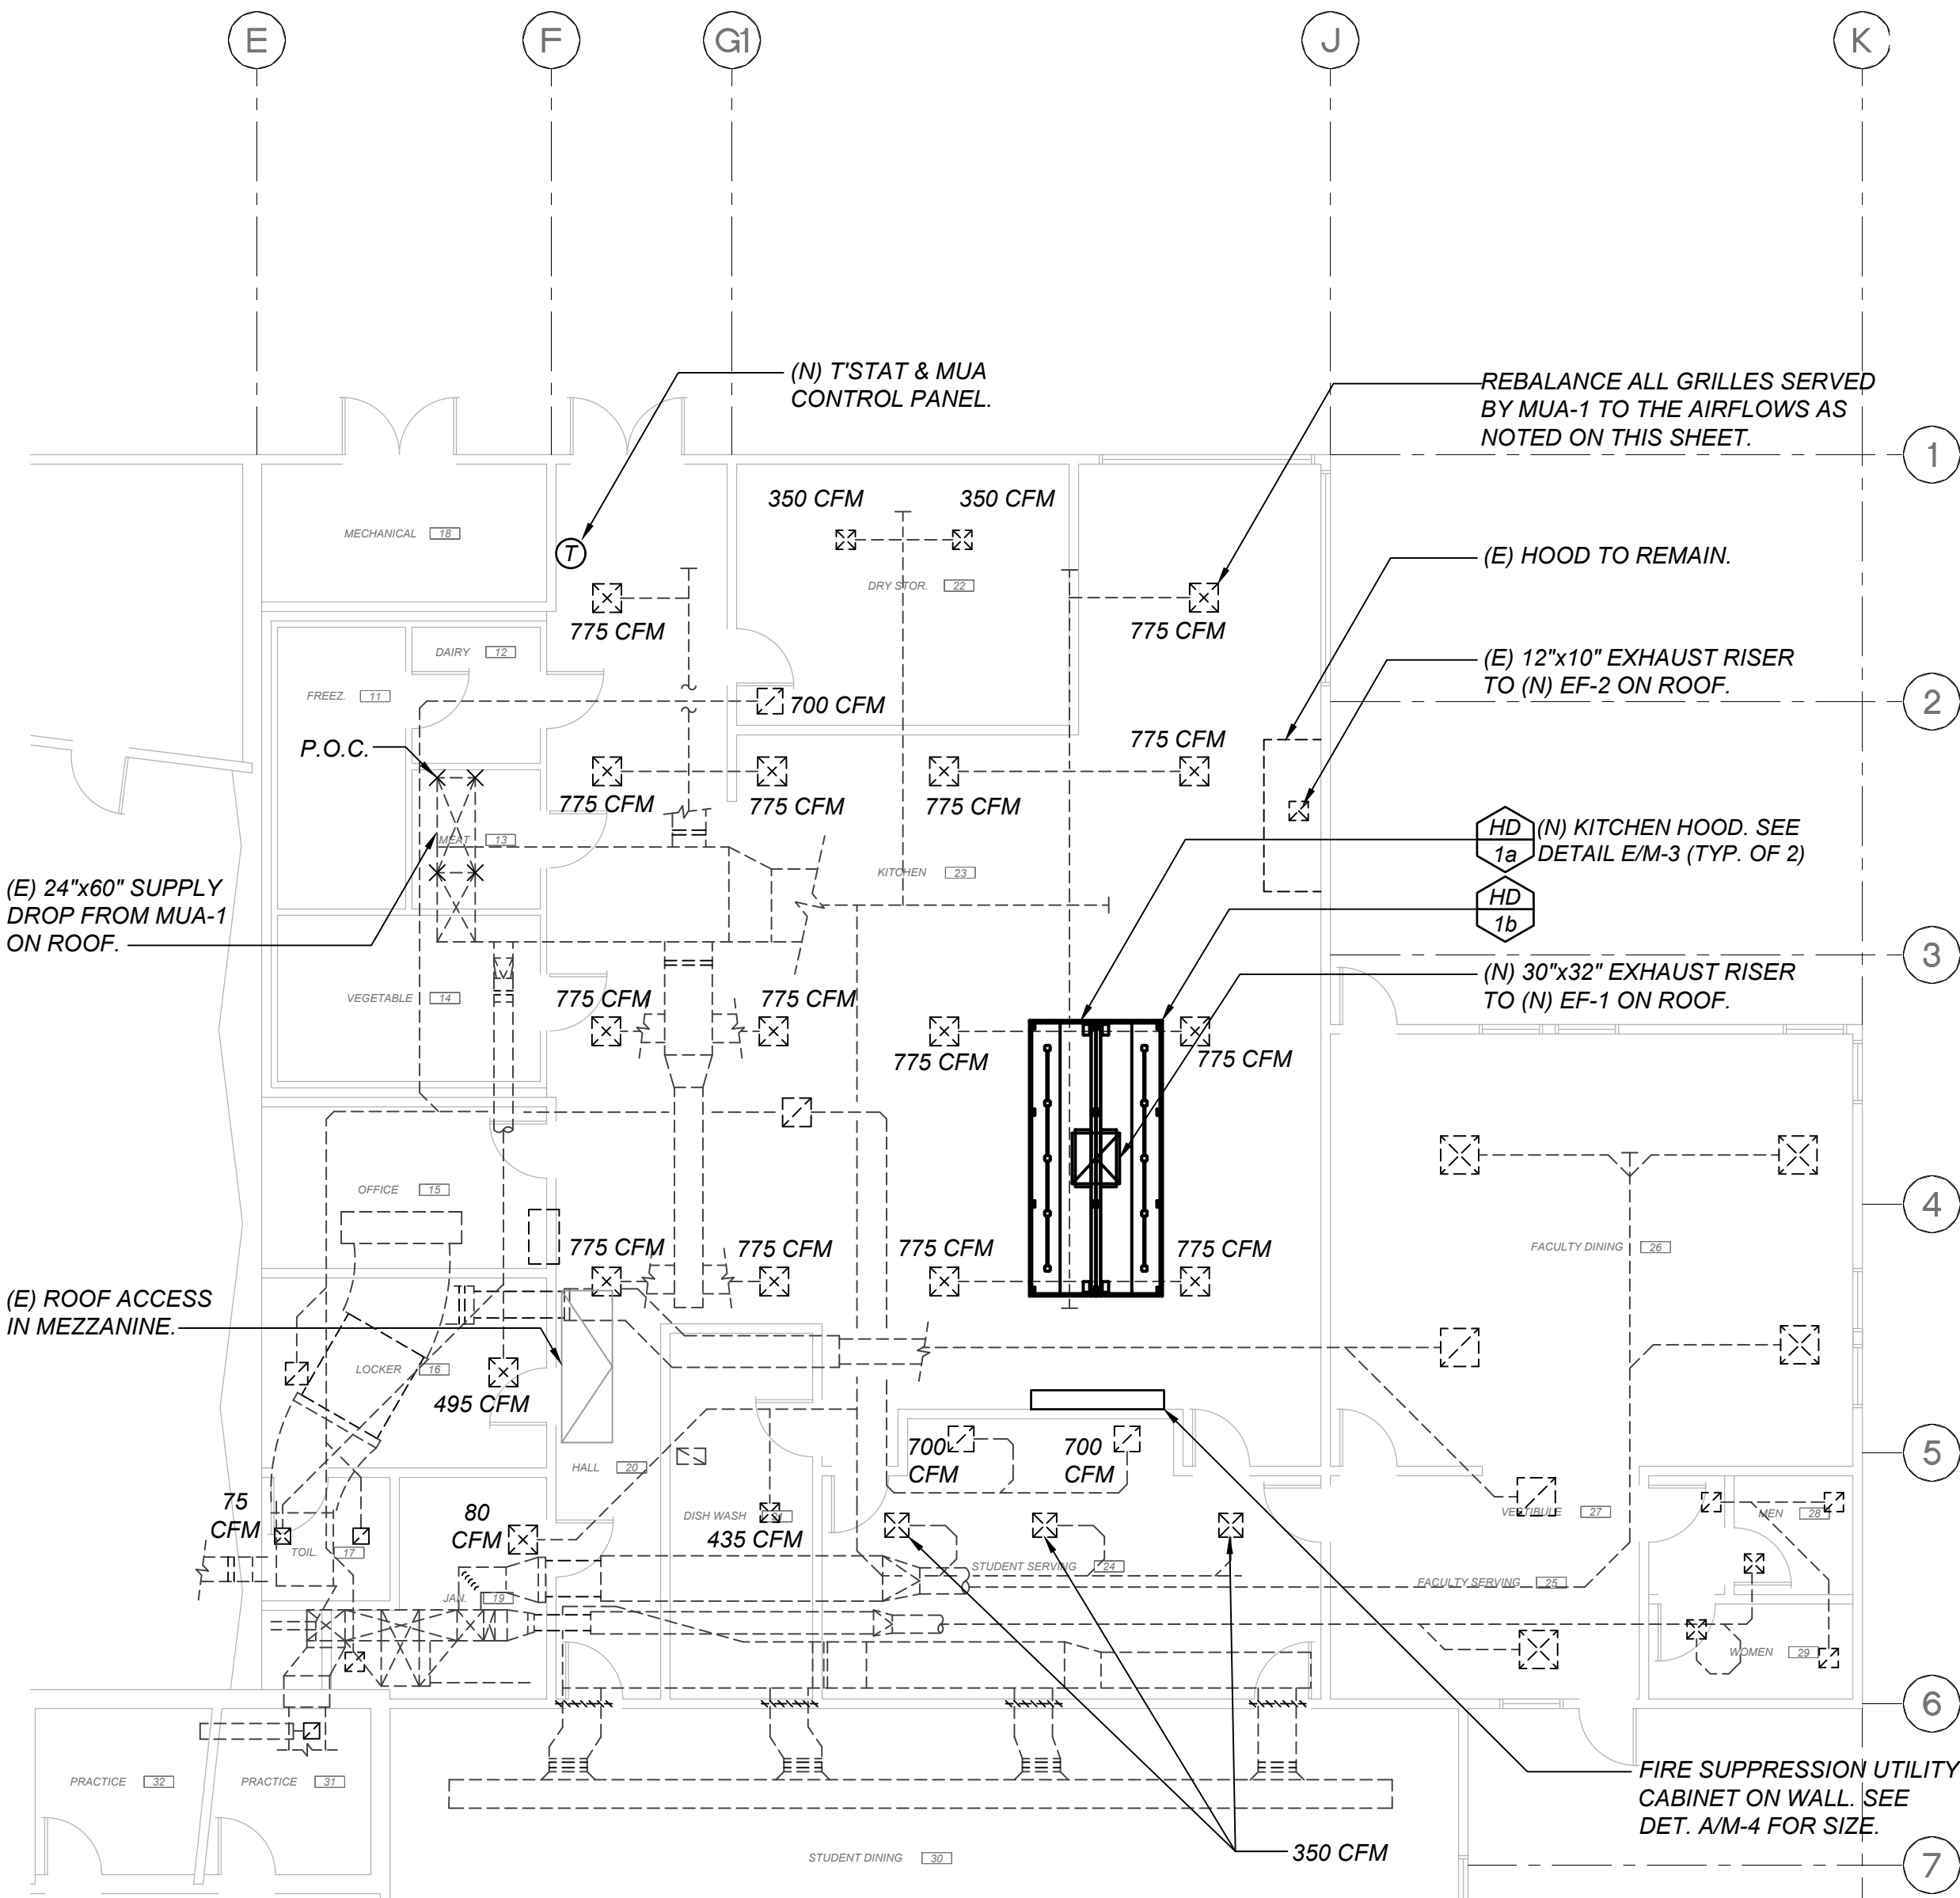 E
F
G1
J
K
(N) T'STAT & MUA
CONTROL PANEL.
REBALANCE ALL GRILLES SERVED
BY MUA-1 TO THE AIRFLOWS AS
NOTED ON THIS SHEET.
1
350 CFM
350 CFM
MECHANICAL 18
T
(E) HOOD TO REMAIN.
DRY STOR. 22
775 CFM
775 CFM
DAIRY 12
(E) 12"x10" EXHAUST RISER
TO (N) EF-2 ON ROOF.
FREEZ. 11
700 CFM
2
P.O.C.
775 CFM
775 CFM
775 CFM
775 CFM
HD
1a
(N) KITCHEN HOOD. SEE
DETAIL E/M-3 (TYP. OF 2)
MEAT 13
KITCHEN 23
(E) 24"x60" SUPPLY
DROP FROM MUA-1
ON ROOF.
HD
1b
3
(N) 30"x32" EXHAUST RISER
TO (N) EF-1 ON ROOF.
VEGETABLE 14
775 CFM
775 CFM
775 CFM
775 CFM
OFFICE 15
4
775 CFM
775 CFM
775 CFM
775 CFM
FACULTY DINING 26
(E) ROOF ACCESS
IN MEZZANINE.
LOCKER 16
495 CFM
700
CFM
700
CFM
5
HALL 20
75
CFM
80
CFM
DISH WASH 21
435 CFM
VESTIBULE 27
MEN 28
TOIL. 17
STUDENT SERVING 24
FACULTY SERVING 25
JAN. 19
WOMEN 29
6
PRACTICE 32
PRACTICE 31
FIRE SUPPRESSION UTILITY
CABINET ON WALL. SEE
DET. A/M-4 FOR SIZE.
350 CFM
STUDENT DINING 30
7